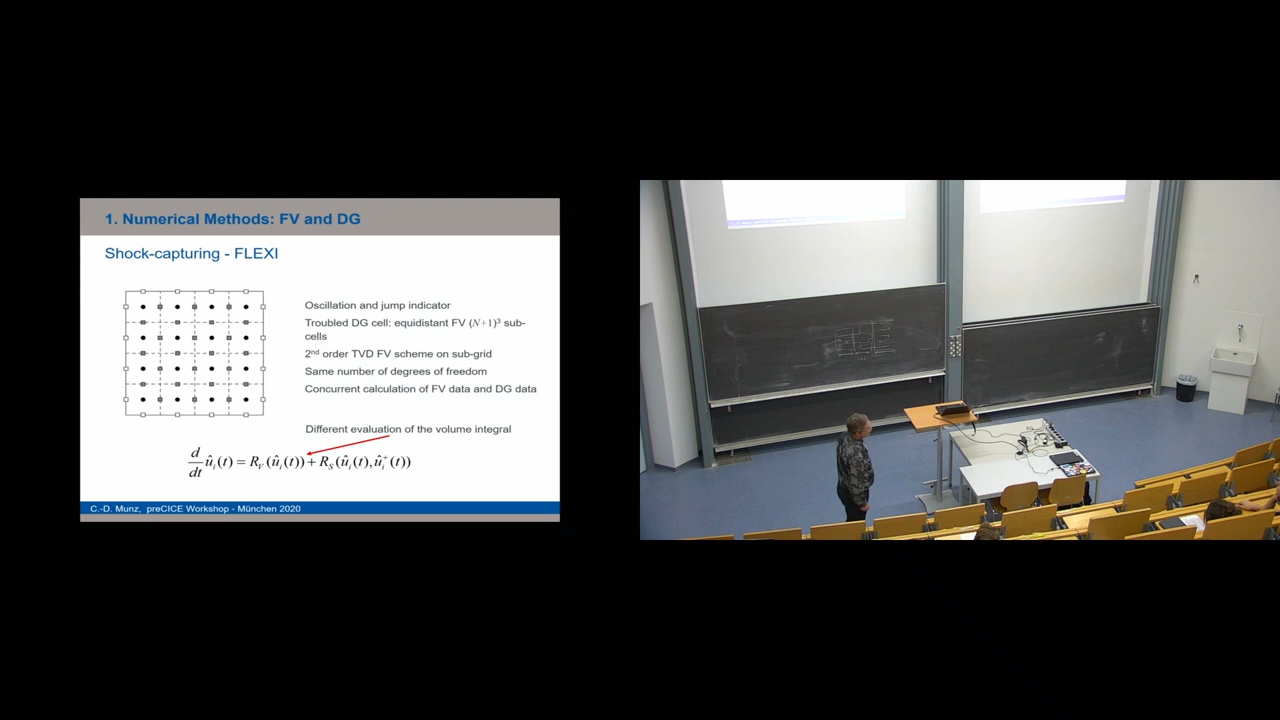 1. Numerical Methods: FV and DG
Shock-capturing - FLEXI
Oscillation and jump indicator
Troubled DG cell: equidistant FV (N+1)³ sub-
cells
2nd order TVD FV scheme on sub-grid
Same number of degrees of freedom
Concurrent calculation of FV data and DG data
Different evaluation of the volume integral
d/dt û_i(t) = R_V(û_i(t)) + R_S(û_i(t), û_i⁺(t))
C.-D. Munz, preCICE Workshop - München 2020